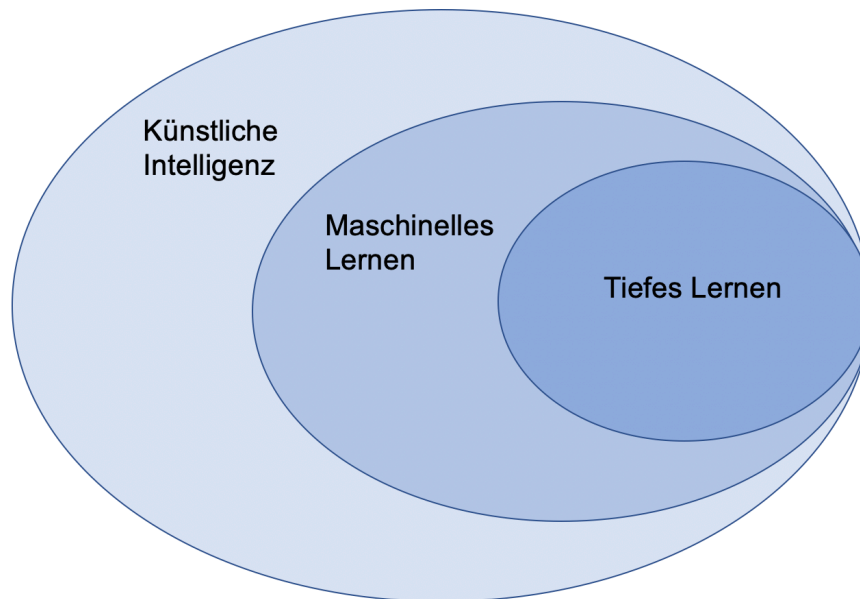 Künstliche
Intelligenz
Maschinelles
Lernen
Tiefes Lernen